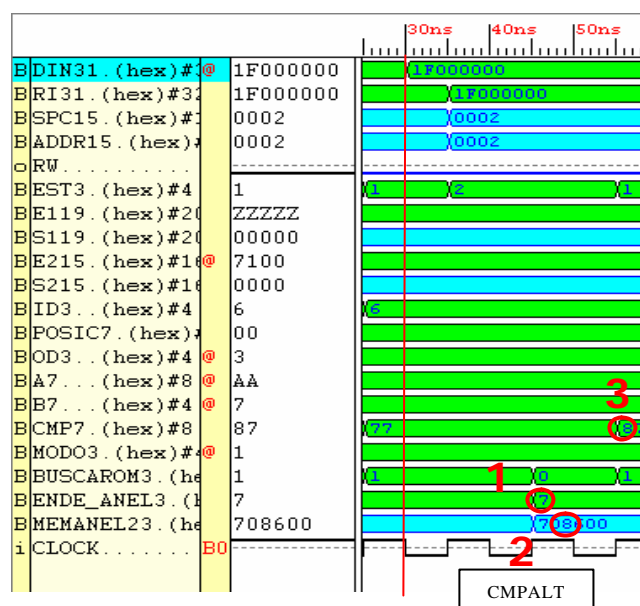 30ns 40ns 50ns
B DIN31.(hex)# @ 1F000000 1F000000
B RI31.(hex)#32 1F000000 1F000000
B SPC15.(hex)# 0002 0002
B ADDR15.(hex) 0002 0002
o RW..........
B EST3.(hex)#4 1 1 2 1
B E119.(hex)#20 ZZZZZ
B S119.(hex)#20 00000
B E215.(hex)#16 @ 7100
B S215.(hex)#16 0000
B ID3..(hex)#4 6 6
B POSIC7.(hex) 00
B OD3..(hex)#4 @ 3
B A7...(hex)#8 @ AA
B B7...(hex)#4 @ 7
3
B CMP7.(hex)#8 87 77 8
B MODO3.(hex)# @ 1
1
B BUSCAROM3.(he 1 1 0 1
B ENDE_ANEL3.( 7 7
B MEMANEL23.(he 708600 708600
i CLOCK....... B0
2
CMPALT